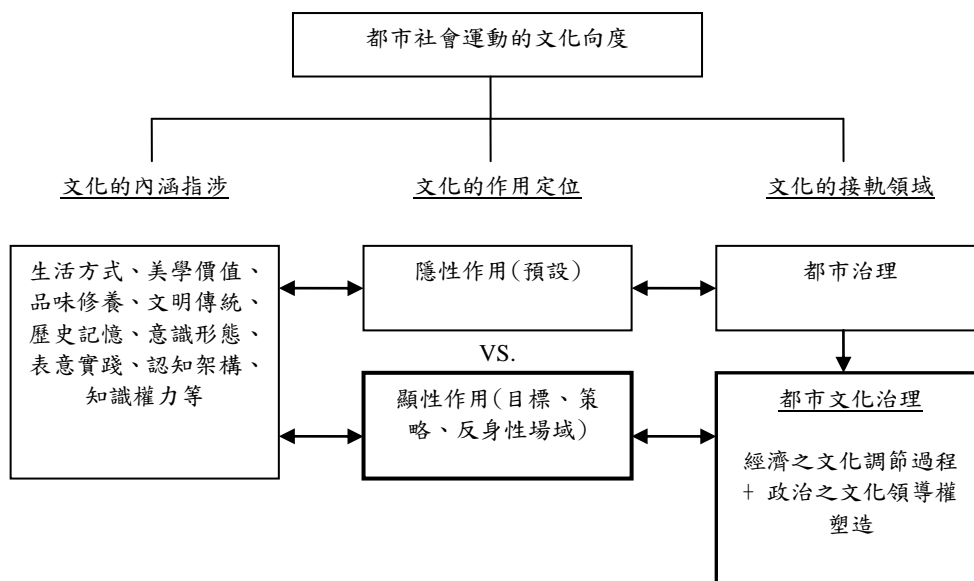 都市社會運動的文化向度
文化的內涵指涉
文化的作用定位
文化的接軌領域
生活方式、美學價值、
品味修養、文明傳統、
歷史記憶、意識形態、
表意實踐、認知架構、
知識權力等
隱性作用(預設)
VS.
顯性作用(目標、策
略、反身性場域)
都市治理
都市文化治理
經濟之文化調節過程
+ 政治之文化領導權
塑造